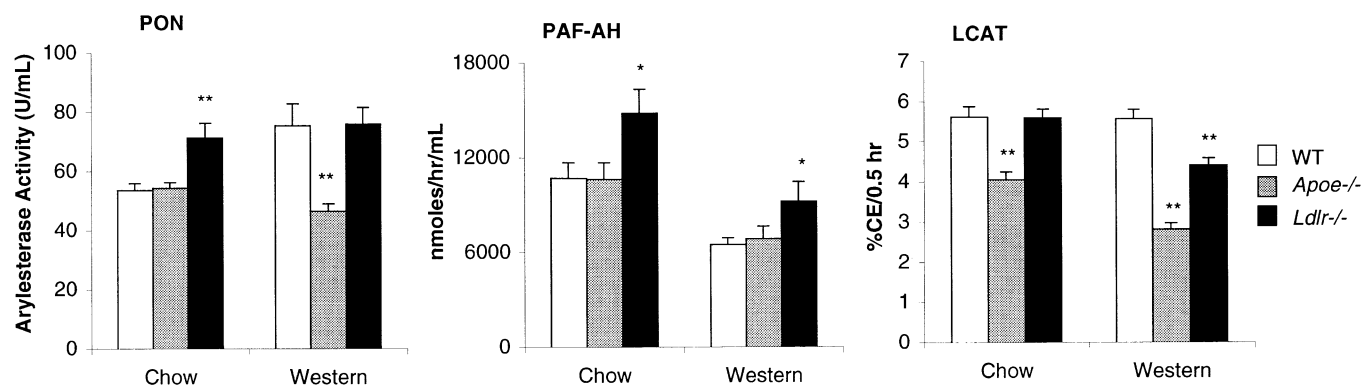 PON
Arylesterase Activity (U/mL)
100
80
60
40
20
0
**
**
Chow
Western
PAF-AH
nmoles/hr/mL
18000
12000
6000
0
*
*
Chow
Western
LCAT
%CE/0.5 hr
7
6
5
4
3
2
1
0
**
**
**
Chow
Western
WT
Apoe-/-
Ldlr-/-